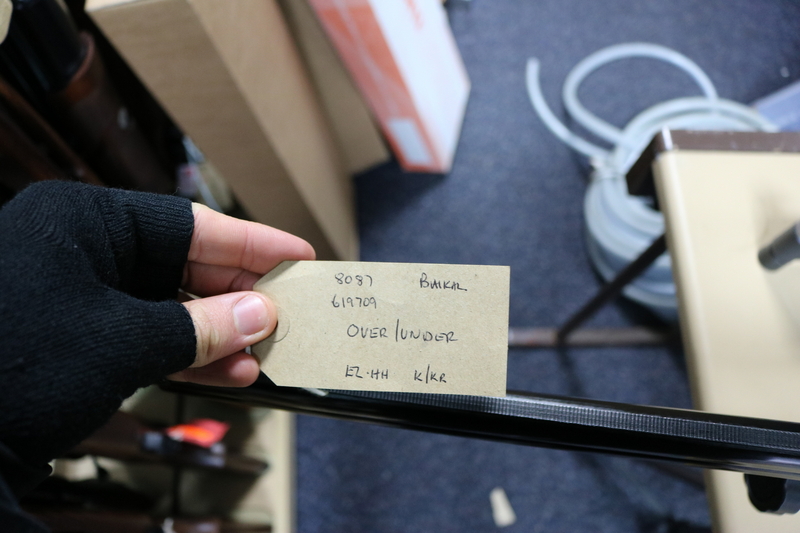 8087 BAIKAL
619709
OVER/UNDER
EZ·HH K/KR